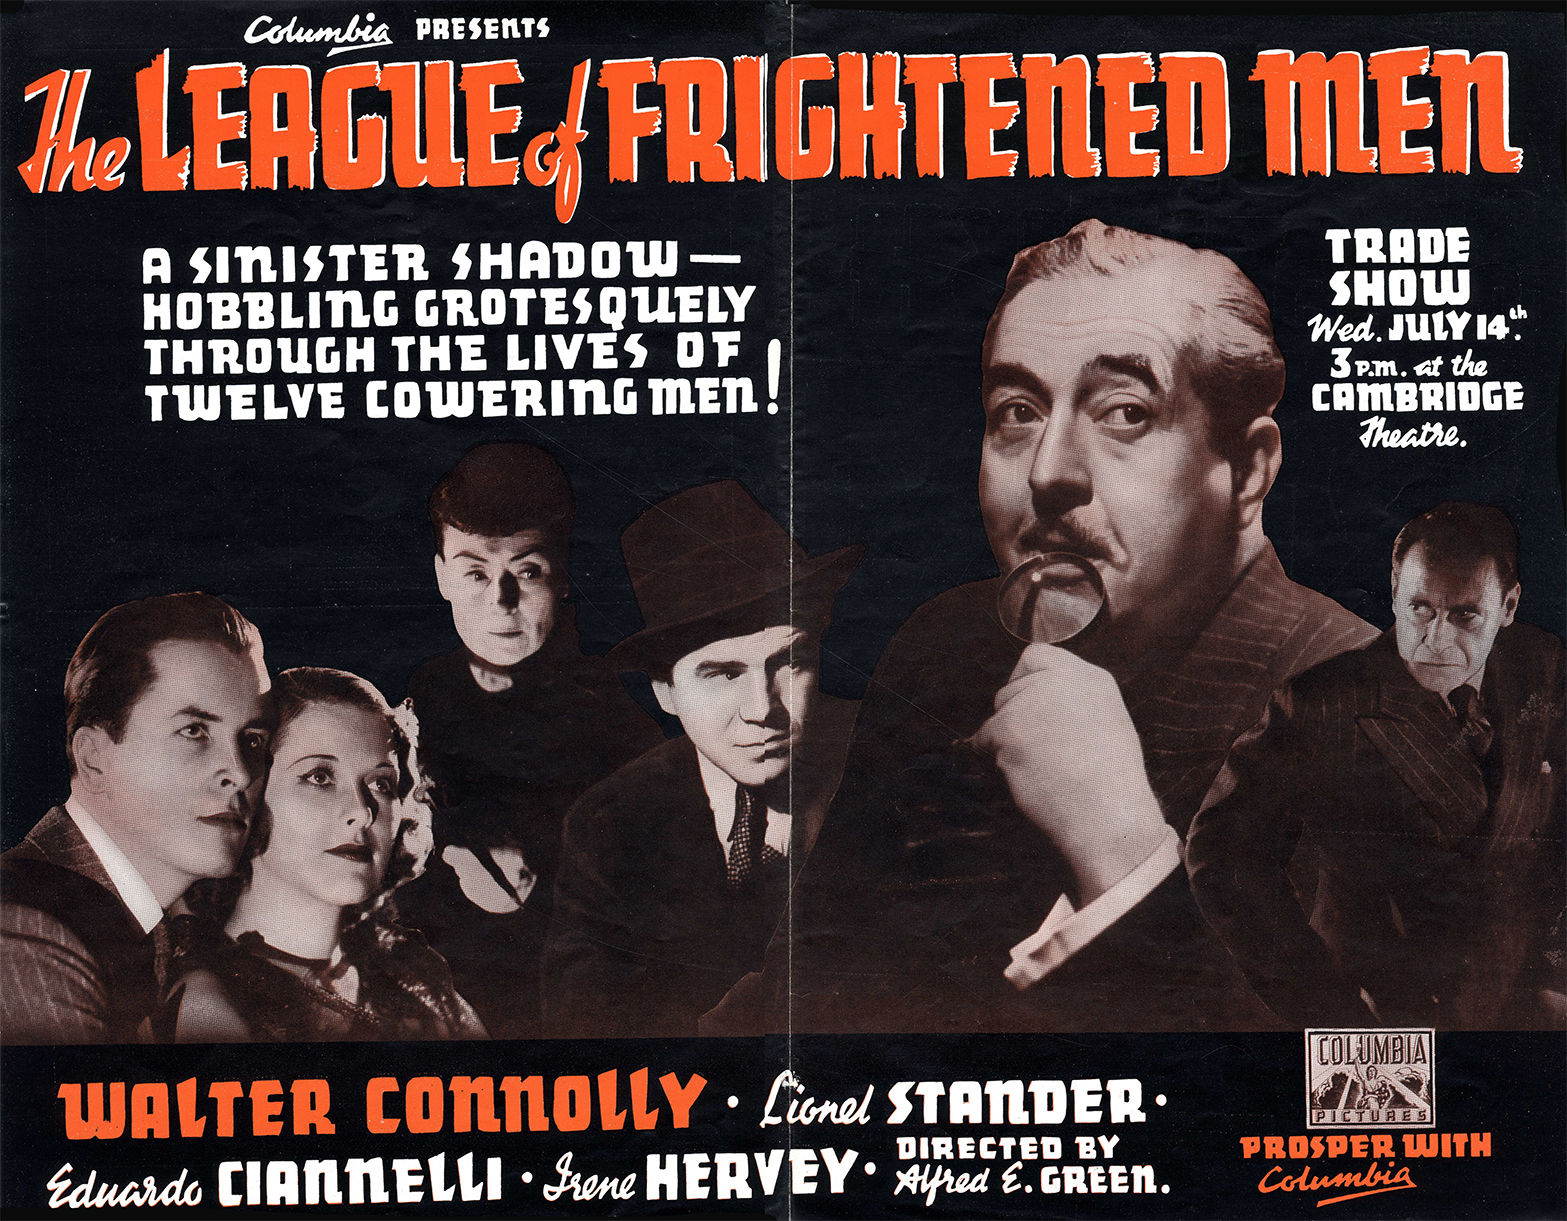 Columbia PRESENTS
The LEAGUE of FRIGHTENED MEN
A SINISTER SHADOW —
HOBBLING GROTESQUELY
THROUGH THE LIVES OF
TWELVE COWERING MEN!
TRADE
SHOW
Wed. JULY 14th.
3 P.M. at the
CAMBRIDGE
Theatre.
WALTER CONNOLLY · Lionel STANDER ·
Eduardo CIANNELLI · Irene HERVEY · DIRECTED BY
Alfred E. GREEN.
COLUMBIA
PICTURES
PROSPER WITH
Columbia